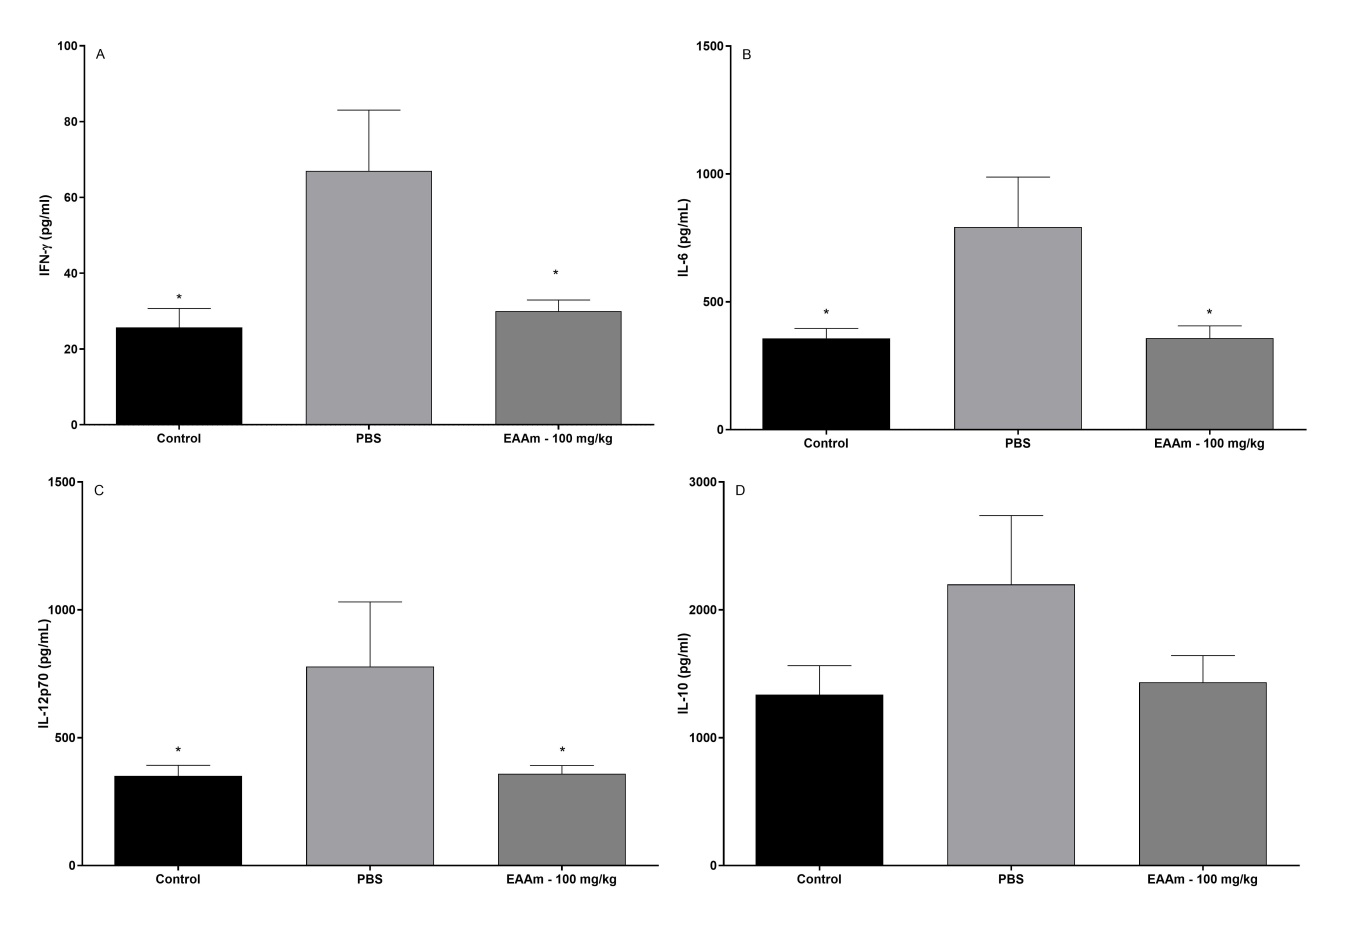 A
100
80
60
40
20
0
IFN-γ (pg/ml)
*
*
Control
PBS
EAAm - 100 mg/kg
B
1500
1000
500
0
IL-6 (pg/mL)
*
*
Control
PBS
EAAm - 100 mg/kg
C
1500
1000
500
0
IL-12p70 (pg/mL)
*
*
Control
PBS
EAAm - 100 mg/kg
D
3000
2000
1000
0
IL-10 (pg/ml)
Control
PBS
EAAm - 100 mg/kg